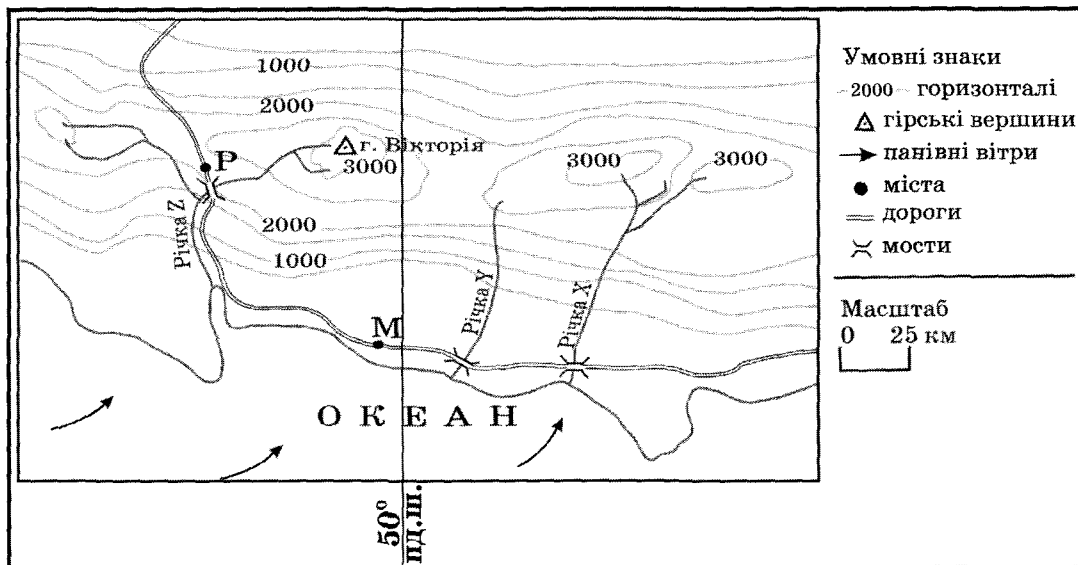 1000
2000
P
г. Вікторія
3000
3000
3000
Річка Z
2000
1000
Річка Y
Річка X
М
О К Е А Н
50°
пд.ш.
Умовні знаки
2000 горизонталі
гірські вершини
панівні вітри
міста
дороги
мости
Масштаб
0 25 км